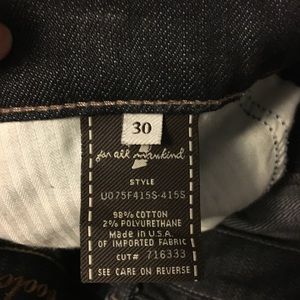 30
for all mankind
STYLE
U075F415S-415S
98% COTTON
2% POLYURETHANE
MADE IN U.S.A.
OF IMPORTED FABRIC
CUT# 716333
SEE CARE ON REVERSE